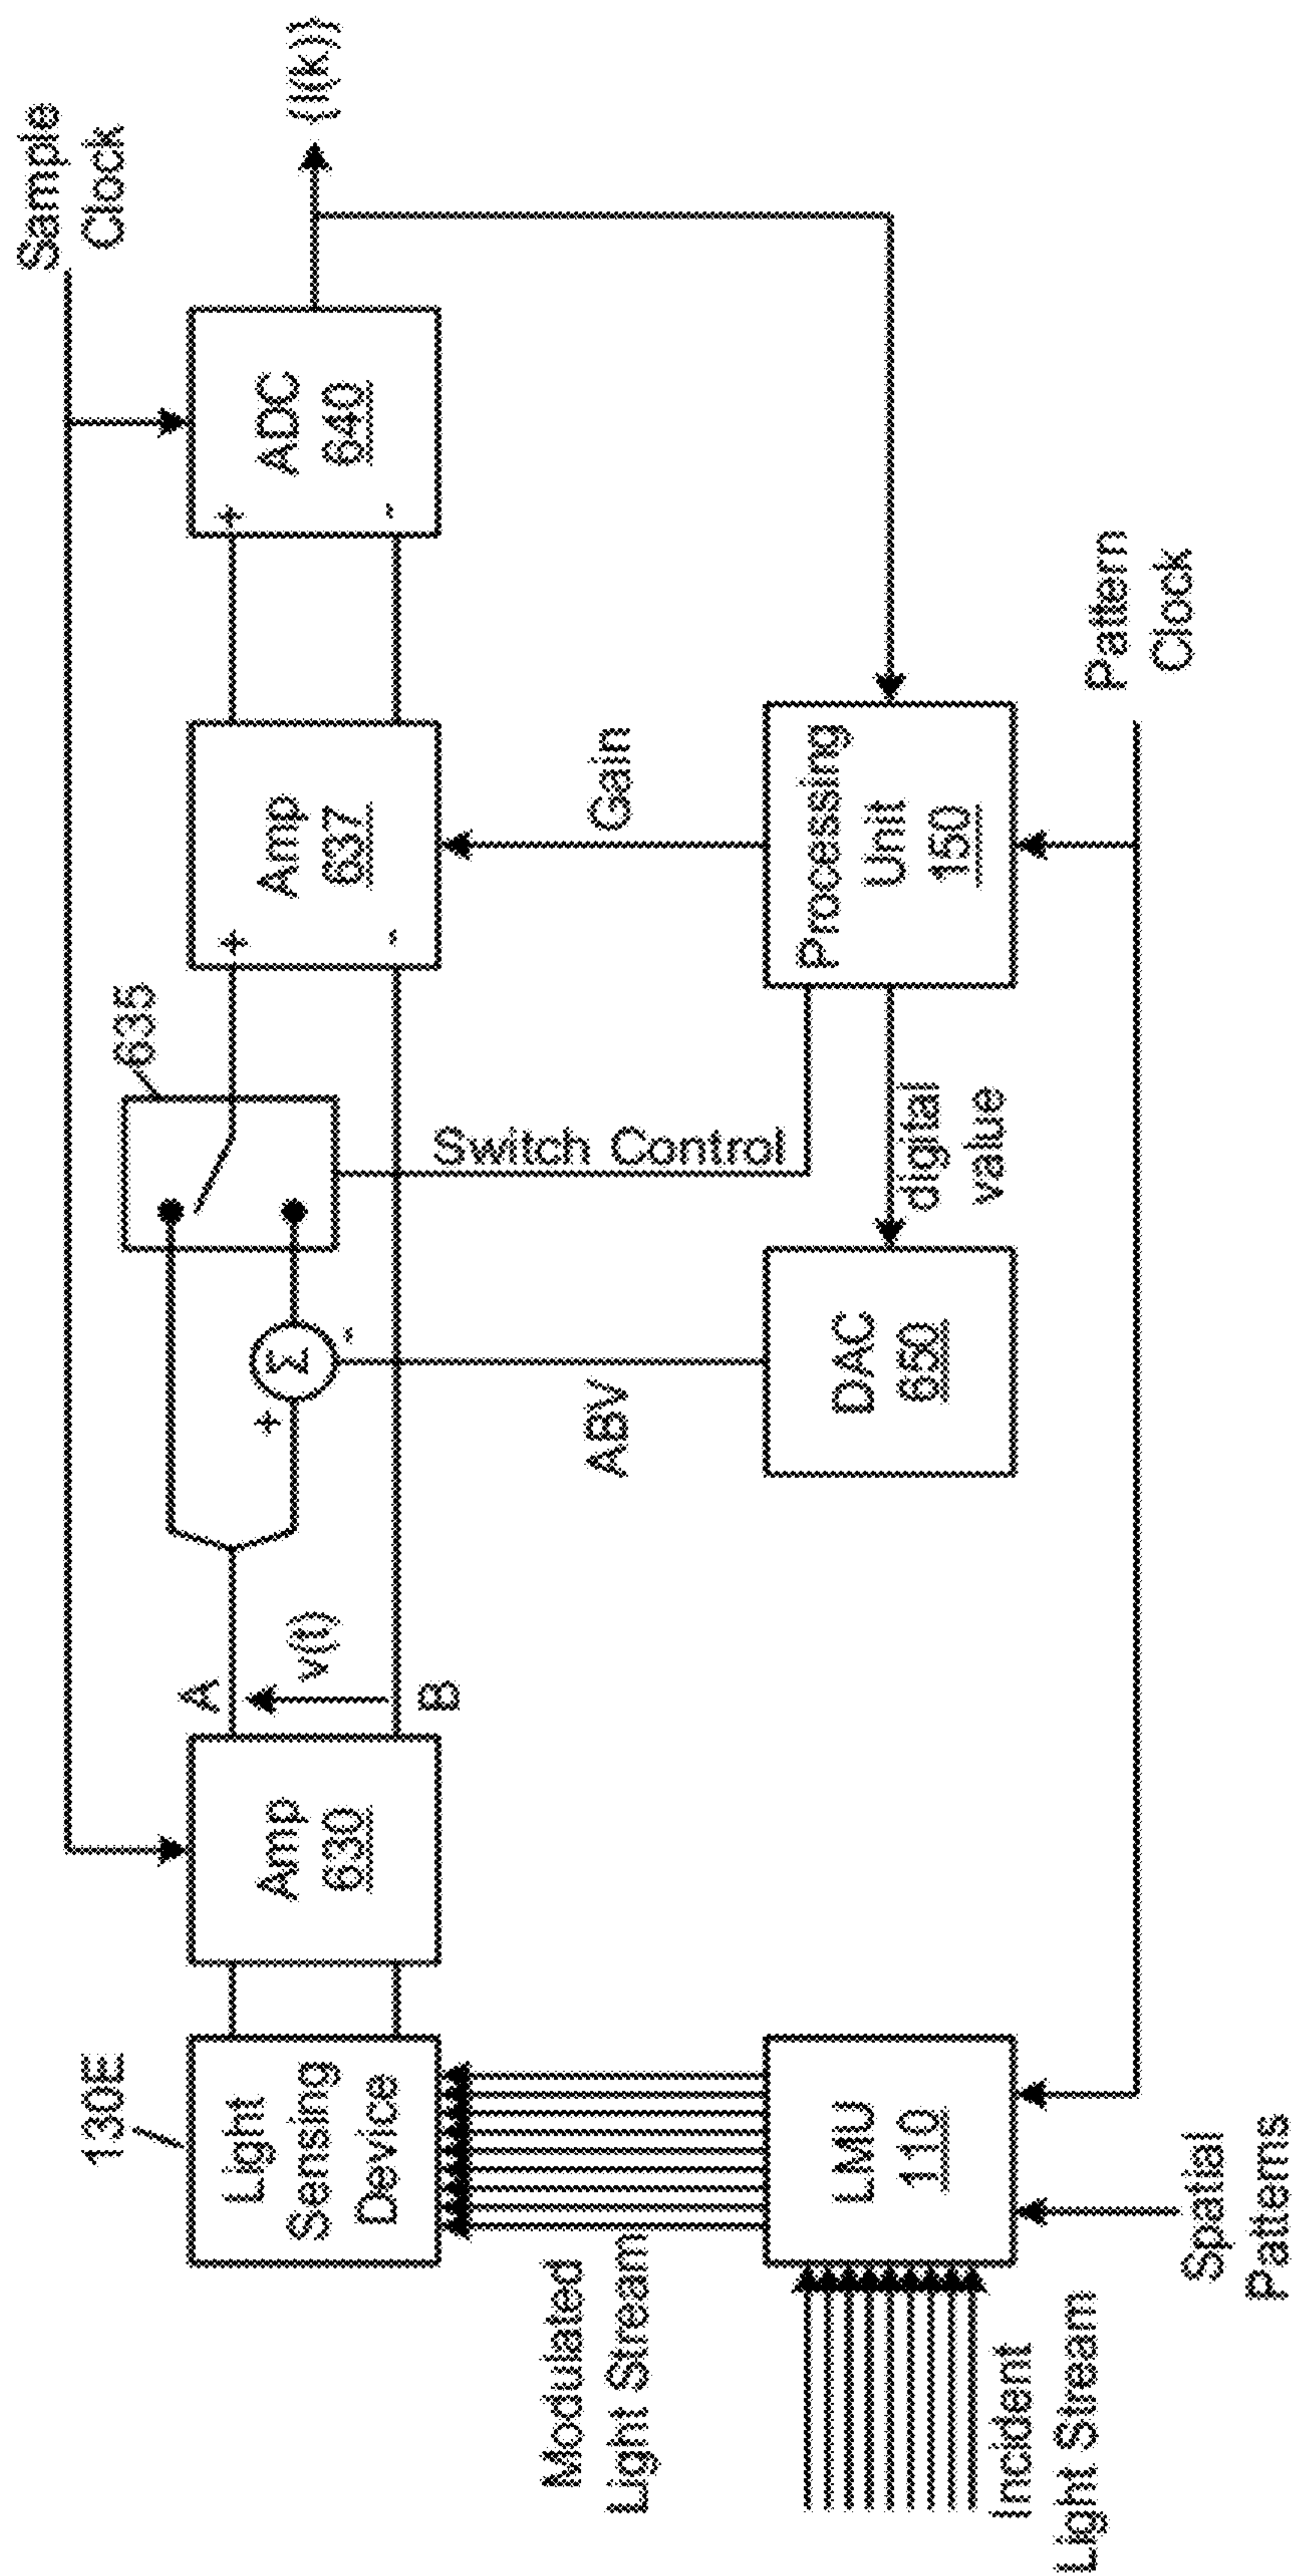 Sample
Clock
130E
Light
Sensing
Device
Amp
630
A
v(t)
B
+
Σ
-
635
+
-
Amp
637
+
-
ADC
640
{I(k)}
Modulated
Light Stream
ABV
Switch Control
Gain
Incident
Light Stream
LMU
110
DAC
650
digital
value
Processing
Unit
150
Spatial
Patterns
Pattern
Clock